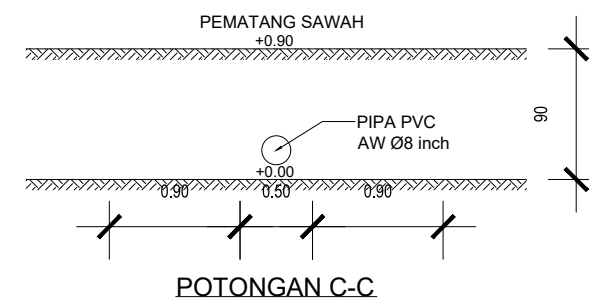 PEMATANG SAWAH
+0.90
90
PIPA PVC
AW Ø8 inch
+0.00
0.90 0.50 0.90
POTONGAN C-C